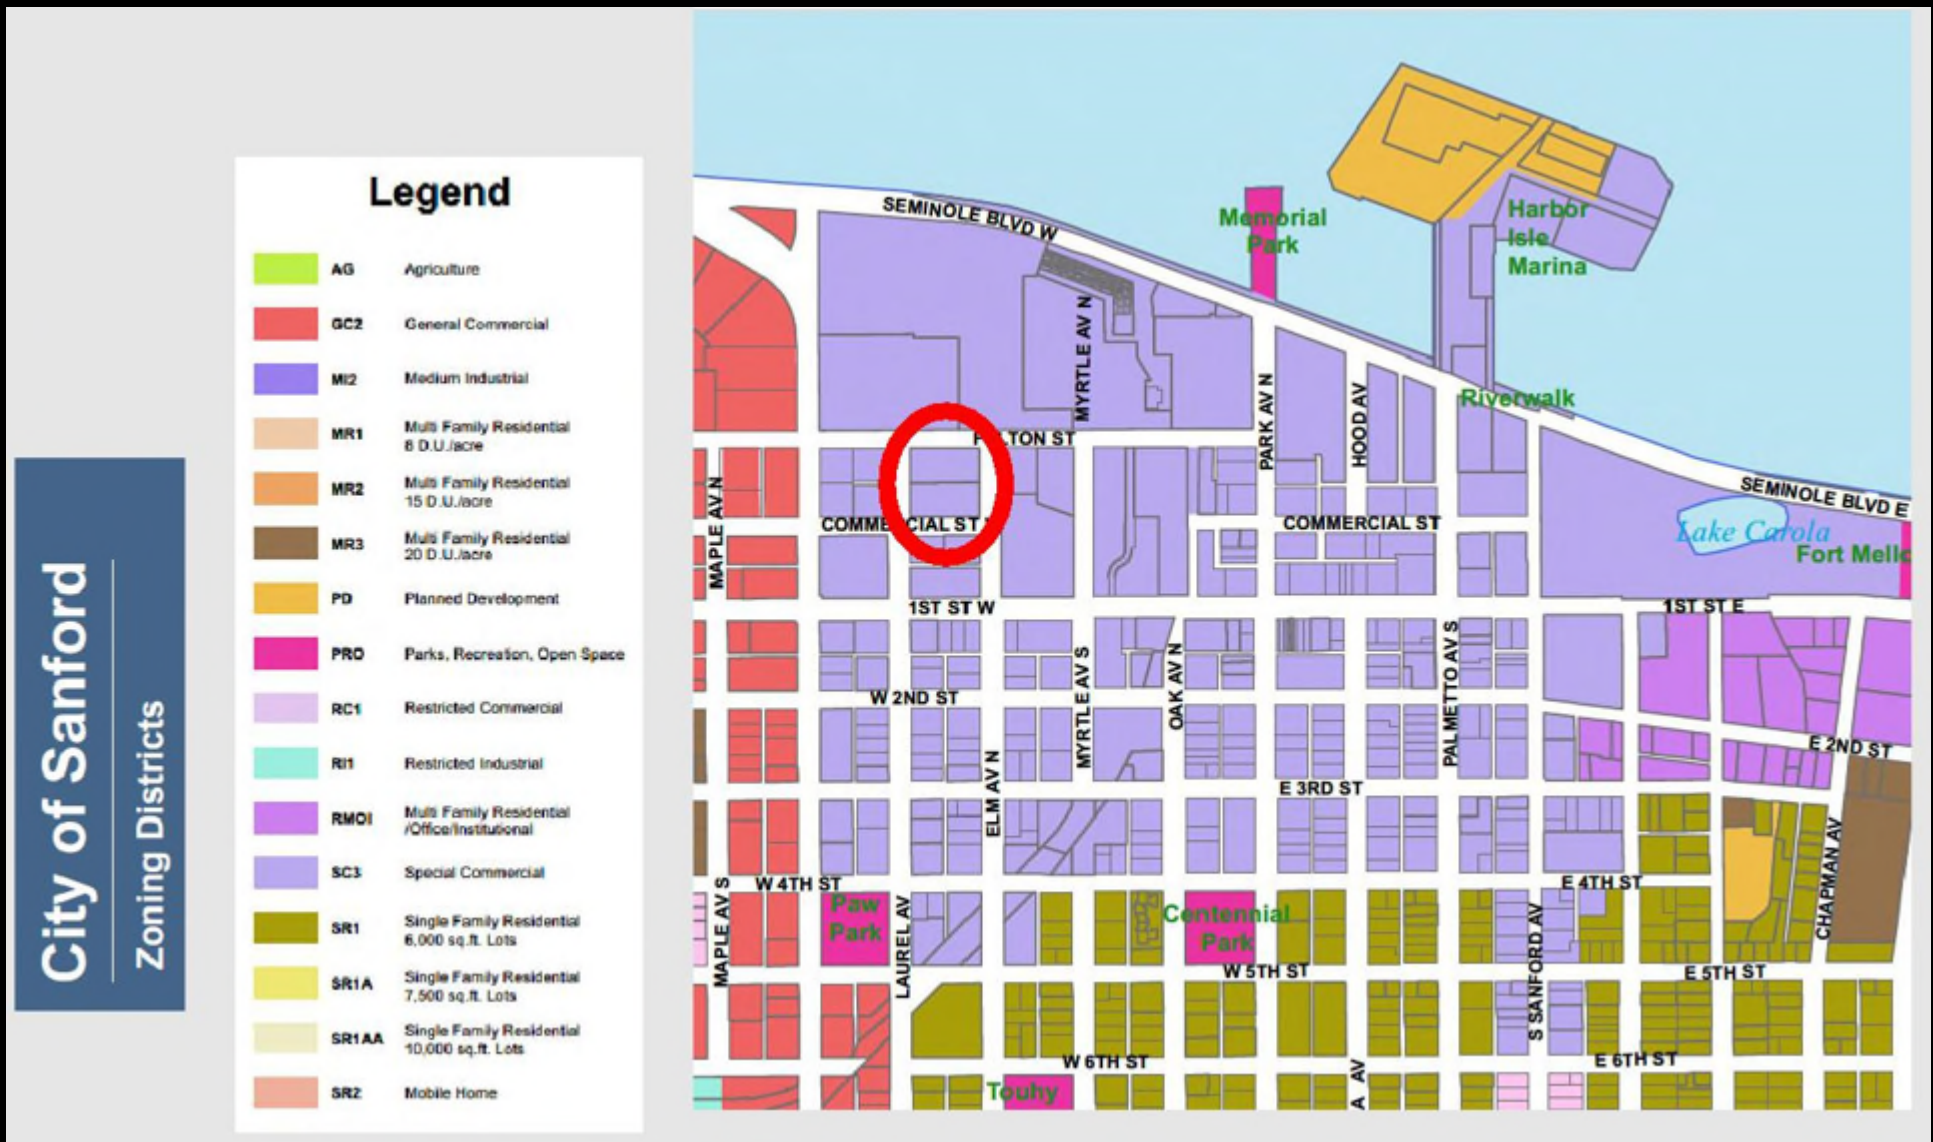 City of Sanford
Zoning Districts
Legend
AG Agriculture
GC2 General Commercial
MI2 Medium Industrial
MR1 Multi Family Residential
8 D.U./acre
MR2 Multi Family Residential
15 D.U./acre
MR3 Multi Family Residential
20 D.U./acre
PD Planned Development
PRO Parks, Recreation, Open Space
RC1 Restricted Commercial
RI1 Restricted Industrial
RMOI Multi Family Residential
/Office/Institutional
SC3 Special Commercial
SR1 Single Family Residential
6,000 sq.ft. Lots
SR1A Single Family Residential
7,500 sq.ft. Lots
SR1AA Single Family Residential
10,000 sq.ft. Lots
SR2 Mobile Home
SEMINOLE BLVD W
Memorial
Park
Harbor
Isle
Marina
MYRTLE AV N
PARK AV N
HOOD AV
Riverwalk
LTON ST
MAPLE AV N
COMMERCIAL ST
COMMERCIAL ST
SEMINOLE BLVD E
Lake Carola
Fort Mello
1ST ST W
1ST ST E
MYRTLE AV S
OAK AV N
PALMETTO AV S
W 2ND ST
E 2ND ST
ELM AV N
E 3RD ST
CHAPMAN AV
W 4TH ST
E 4TH ST
MAPLE AV S
Paw
Park
LAUREL AV
Centennial
Park
S SANFORD AV
W 5TH ST
E 5TH ST
W 6TH ST
E 6TH ST
Touhy
A AV